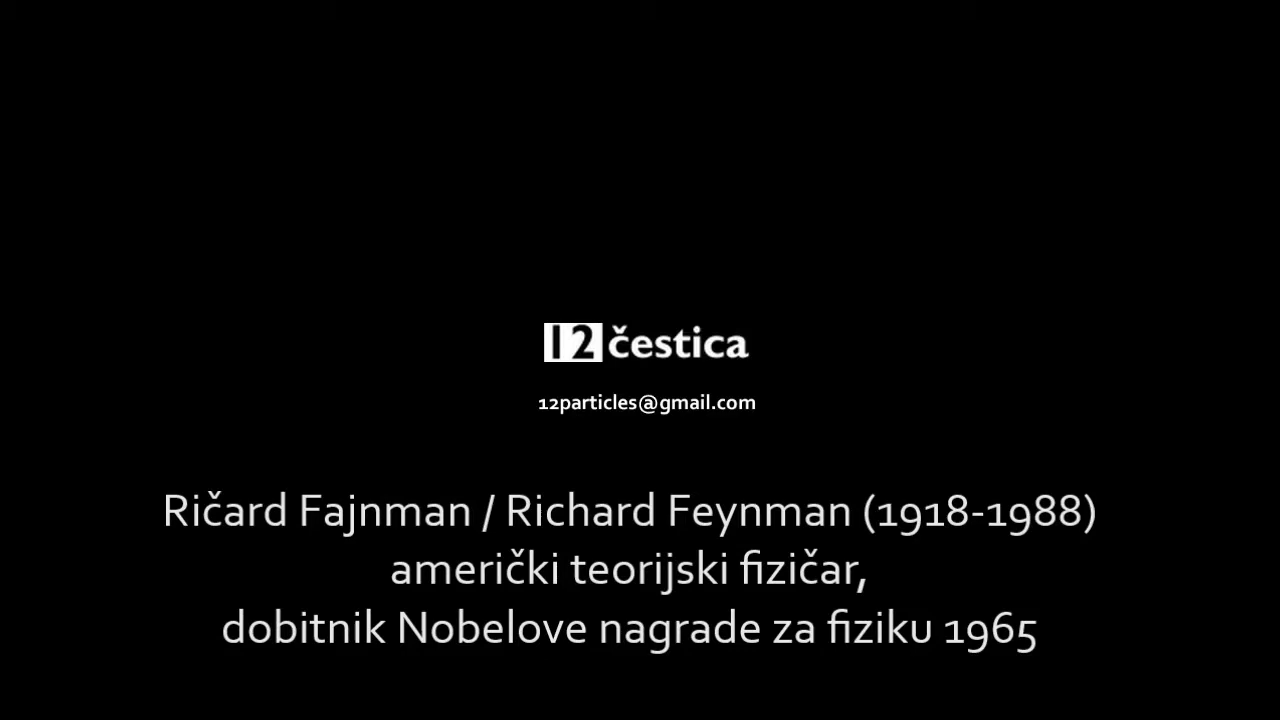 12 čestica
12particles@gmail.com
Ričard Fajnman / Richard Feynman (1918-1988)
američki teorijski fizičar,
dobitnik Nobelove nagrade za fiziku 1965